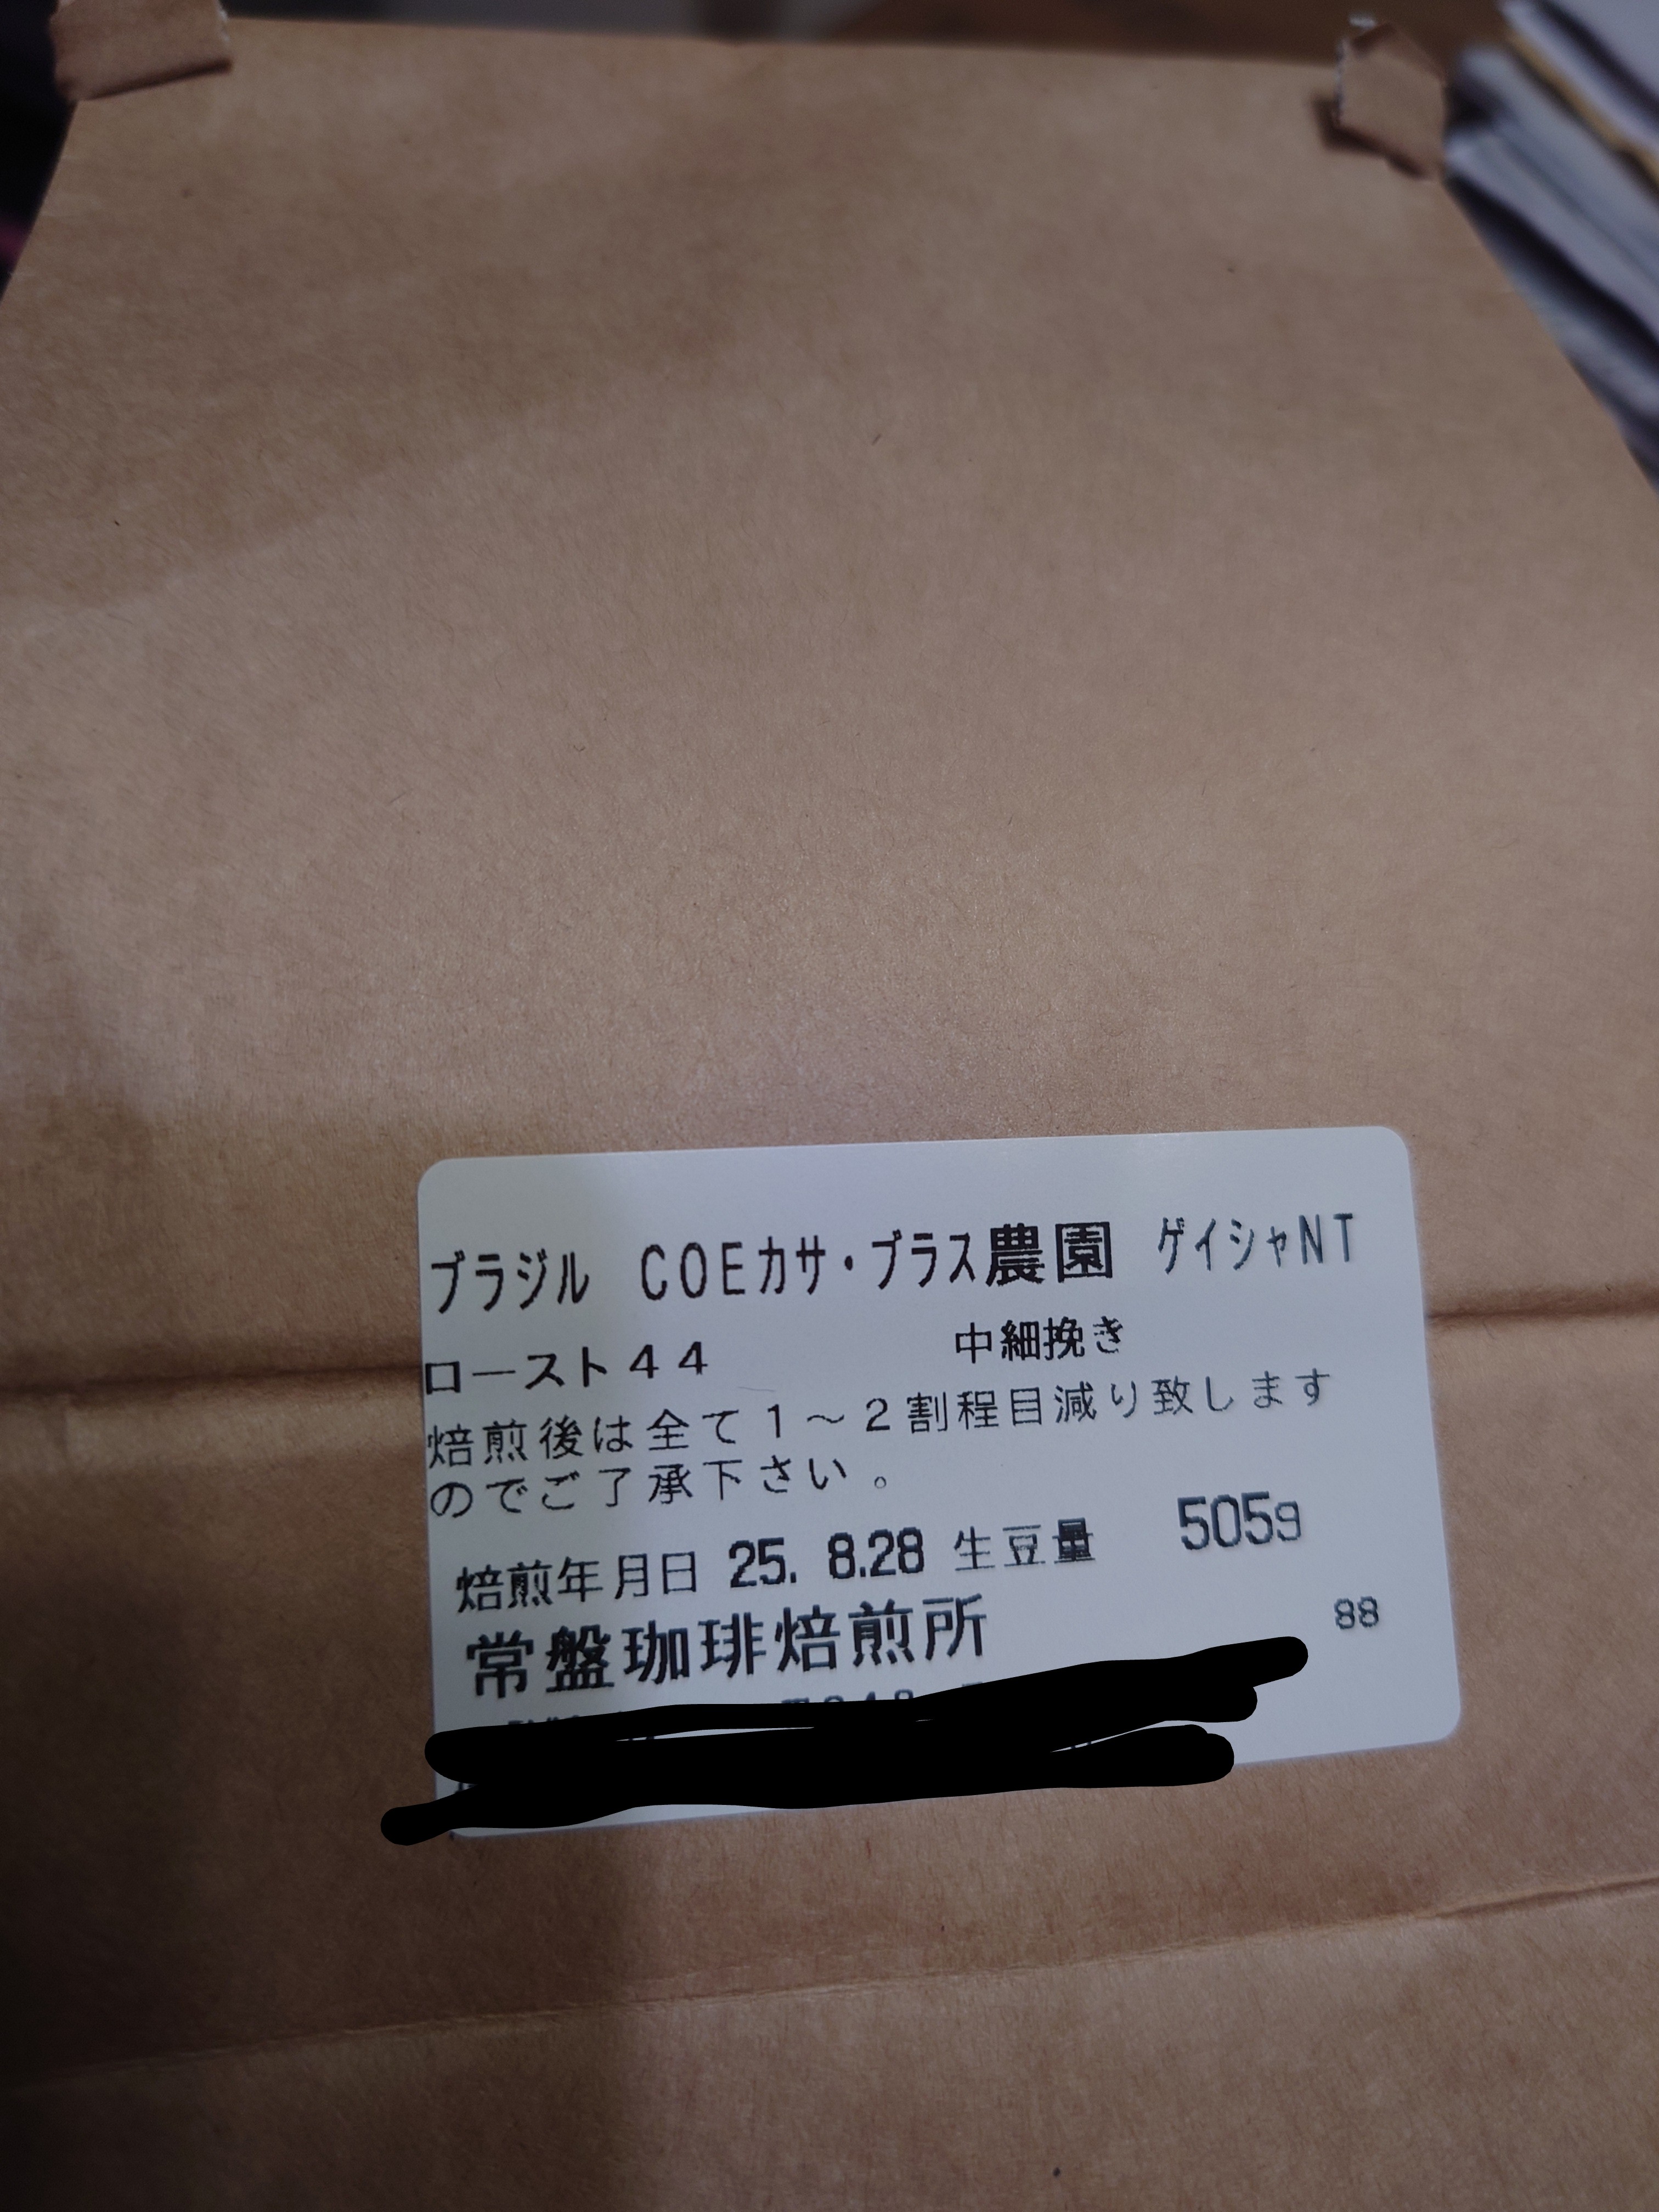 ブラジル COEカサ・ブラス農園 ゲイシャNT
ロースト44 中細挽き
焙煎後は全て1～2割程目減り致します
のでご了承下さい。
焙煎年月日 25. 8.28 生豆量 505g
常盤珈琲焙煎所 88